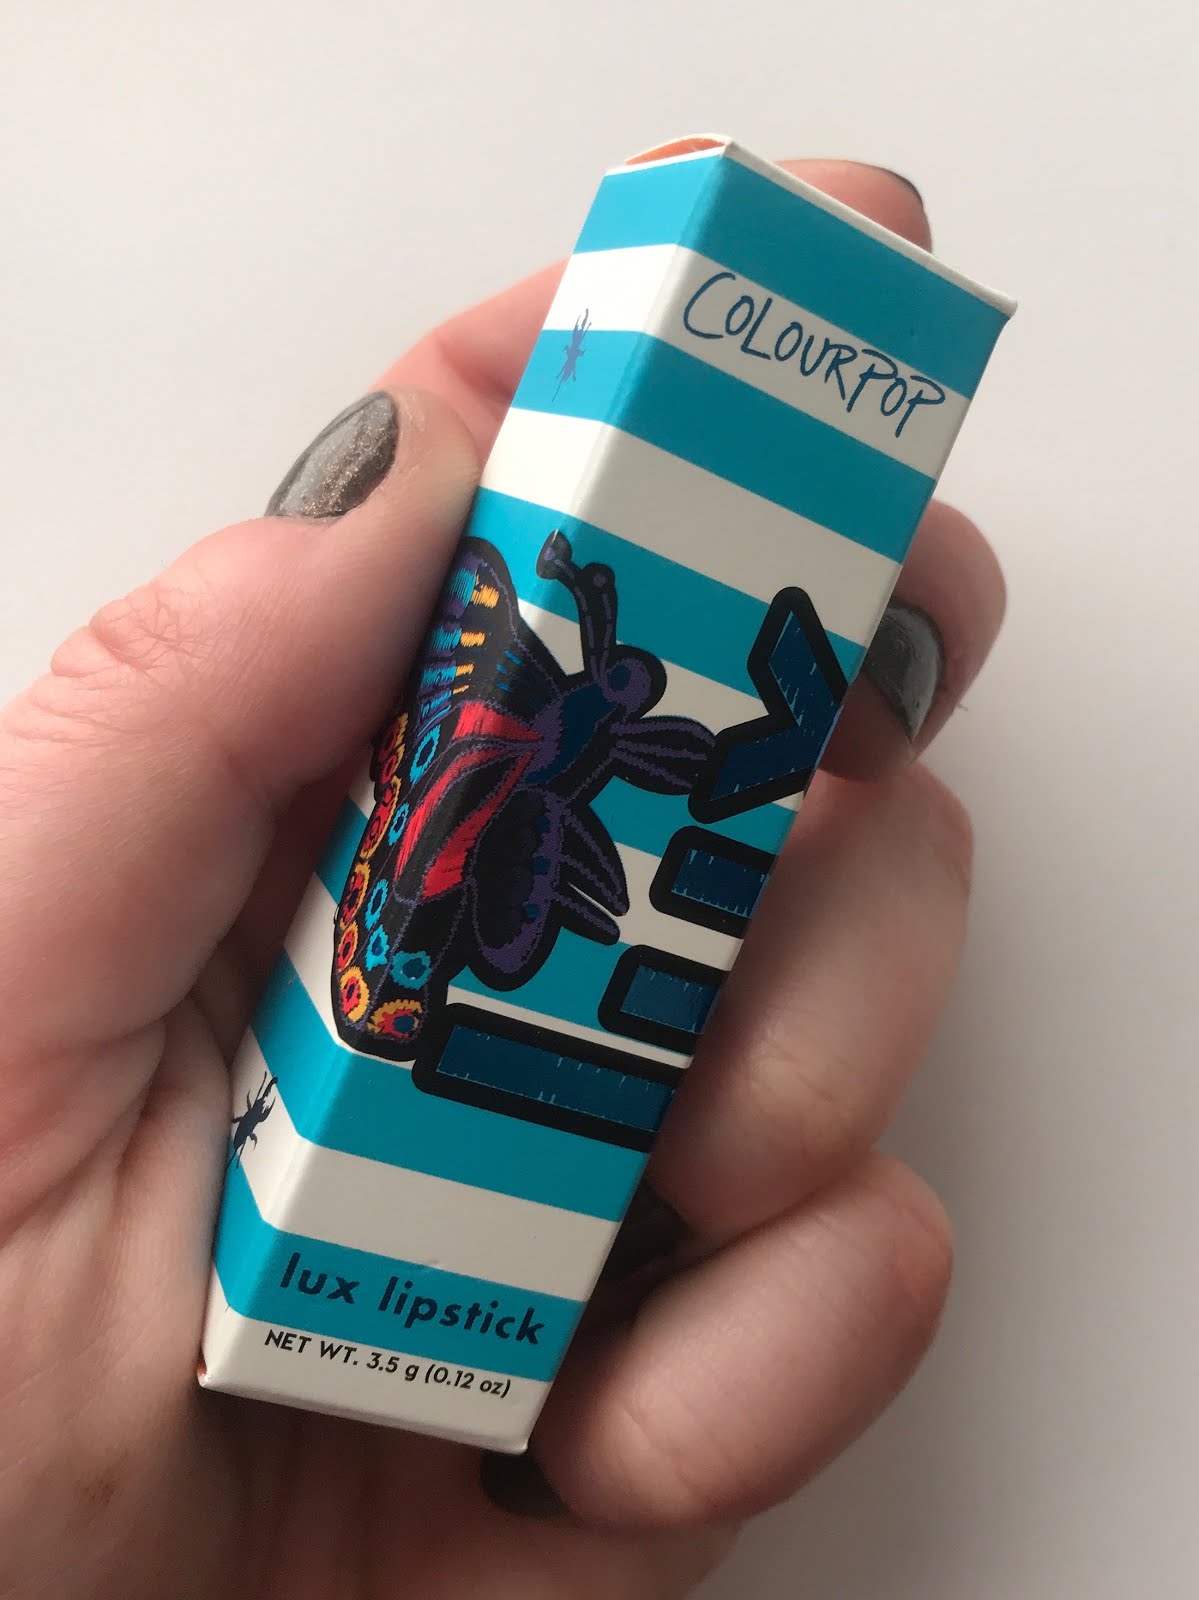 COLOURPOP
lux lipstick
NET WT. 3.5 g (0.12 oz)